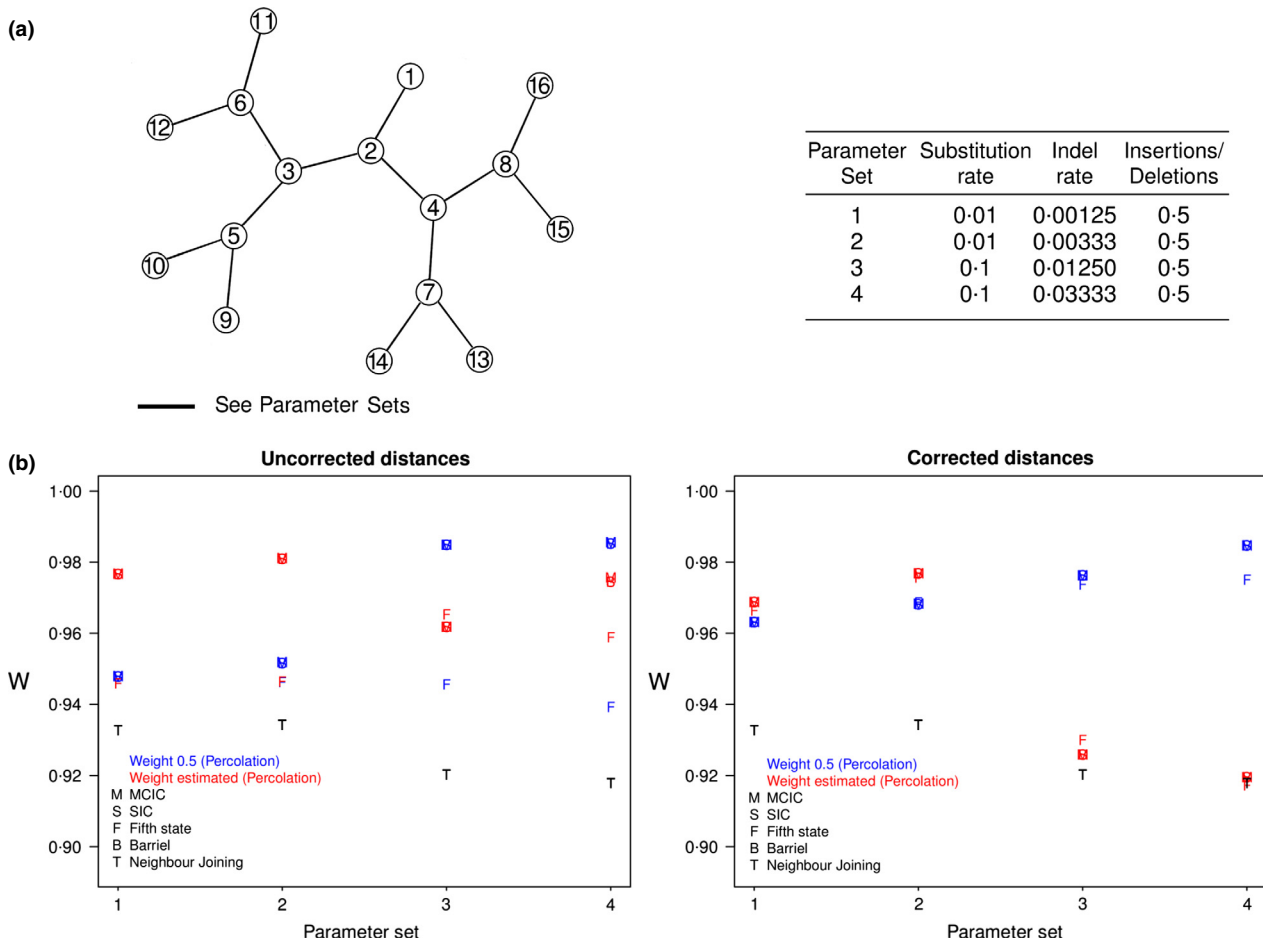 (a)
11
1
16
6
12
2
8
3
4
15
5
10
7
9
14
13
See Parameter Sets
Parameter Set Substitution rate Indel rate Insertions/ Deletions
1 0·01 0·00125 0·5
2 0·01 0·00333 0·5
3 0·1 0·01250 0·5
4 0·1 0·03333 0·5
(b)
Uncorrected distances
1·00
0·98
0·96
0·94
0·92
0·90
W
F
F
F
F
F
F
F
T
T
T
T
Weight 0.5 (Percolation)
Weight estimated (Percolation)
M MCIC
S SIC
F Fifth state
B Barriel
T Neighbour Joining
1 2 3 4
Parameter set
Corrected distances
1·00
0·98
0·96
0·94
0·92
0·90
W
F
F
F
F
T
T
T
T
Weight 0.5 (Percolation)
Weight estimated (Percolation)
M MCIC
S SIC
F Fifth state
B Barriel
T Neighbour Joining
1 2 3 4
Parameter set